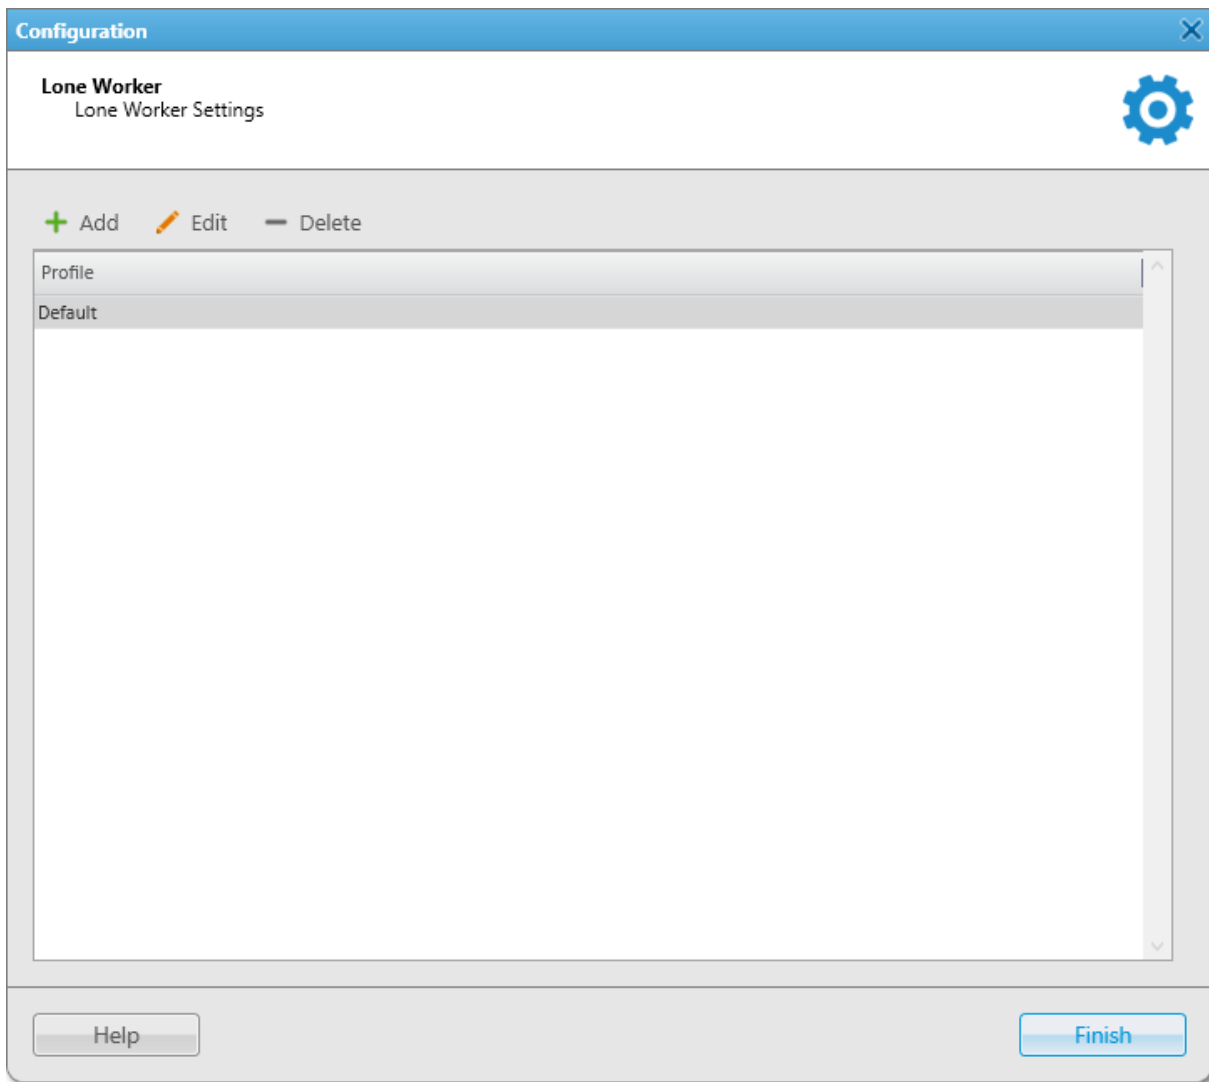 Configuration
Lone Worker
Lone Worker Settings
Add Edit Delete
Profile
Default
Help Finish